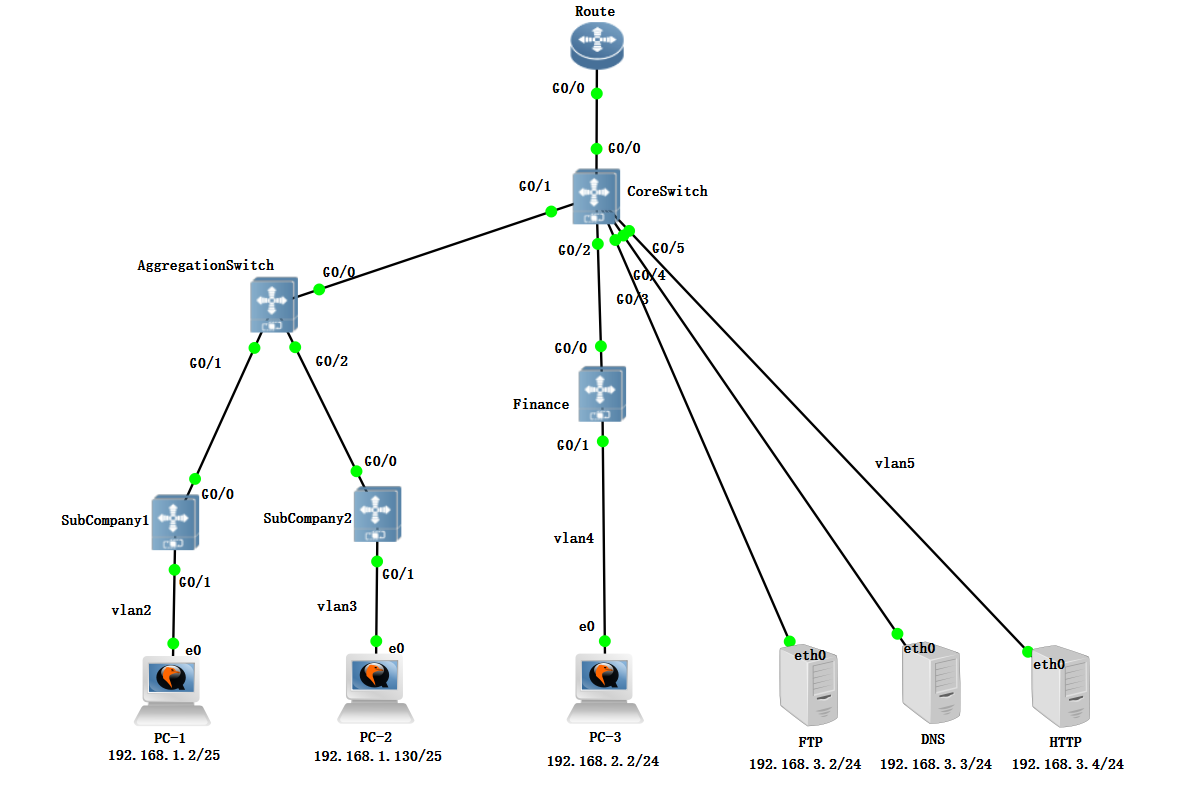 Route
G0/0
G0/0
G0/1
CoreSwitch
G0/2
G0/5
G0/4
G0/3
AggregationSwitch
G0/0
G0/1
G0/2
G0/0
Finance
G0/1
G0/0
G0/0
SubCompany1
SubCompany2
vlan5
vlan4
G0/1
G0/1
vlan2
vlan3
e0
e0
e0
eth0
eth0
eth0
PC-1
192.168.1.2/25
PC-2
192.168.1.130/25
PC-3
192.168.2.2/24
FTP
192.168.3.2/24
DNS
192.168.3.3/24
HTTP
192.168.3.4/24